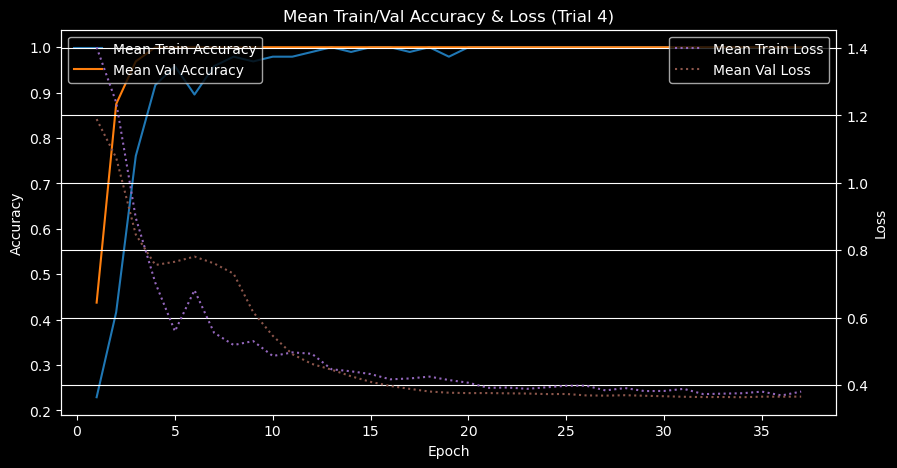 Mean Train/Val Accuracy & Loss (Trial 4)
Mean Train Accuracy
Mean Val Accuracy
Mean Train Loss
Mean Val Loss
1.0
0.9
0.8
0.7
0.6
0.5
0.4
0.3
0.2
Accuracy
1.4
1.2
1.0
0.8
0.6
0.4
Loss
0 5 10 15 20 25 30 35
Epoch